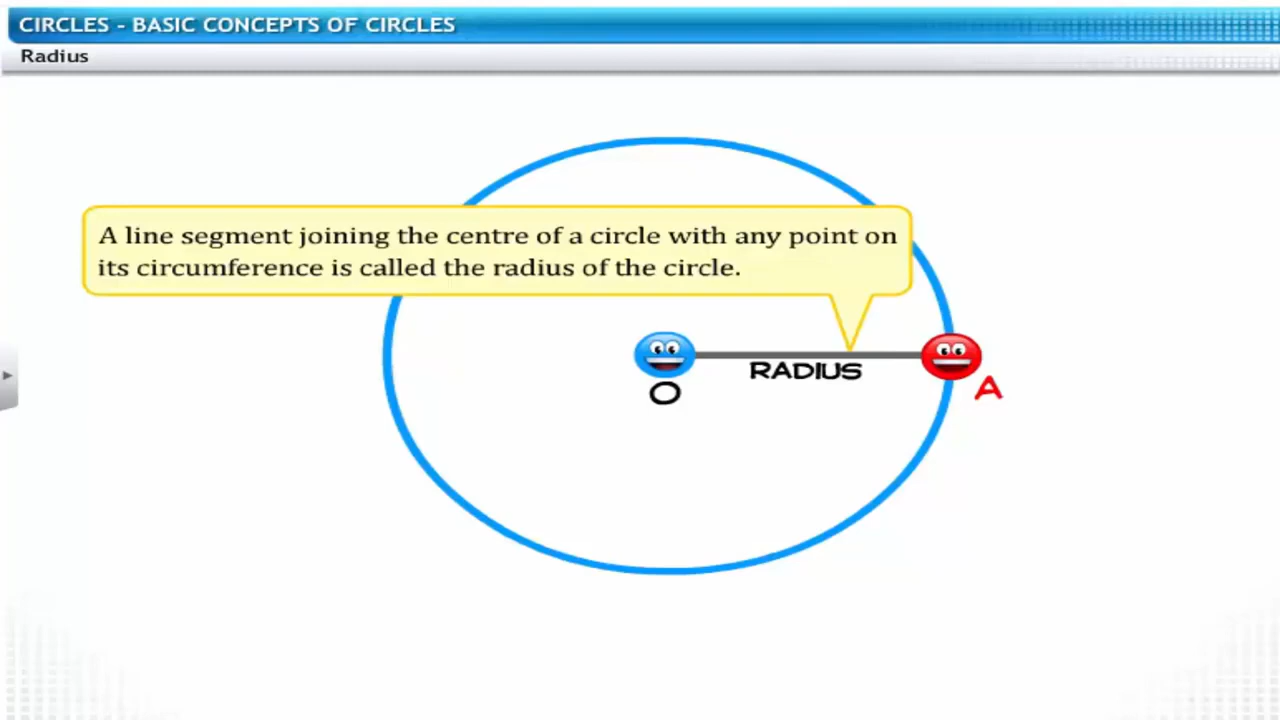 CIRCLES - BASIC CONCEPTS OF CIRCLES
Radius
A line segment joining the centre of a circle with any point on
its circumference is called the radius of the circle.
RADIUS
O
A